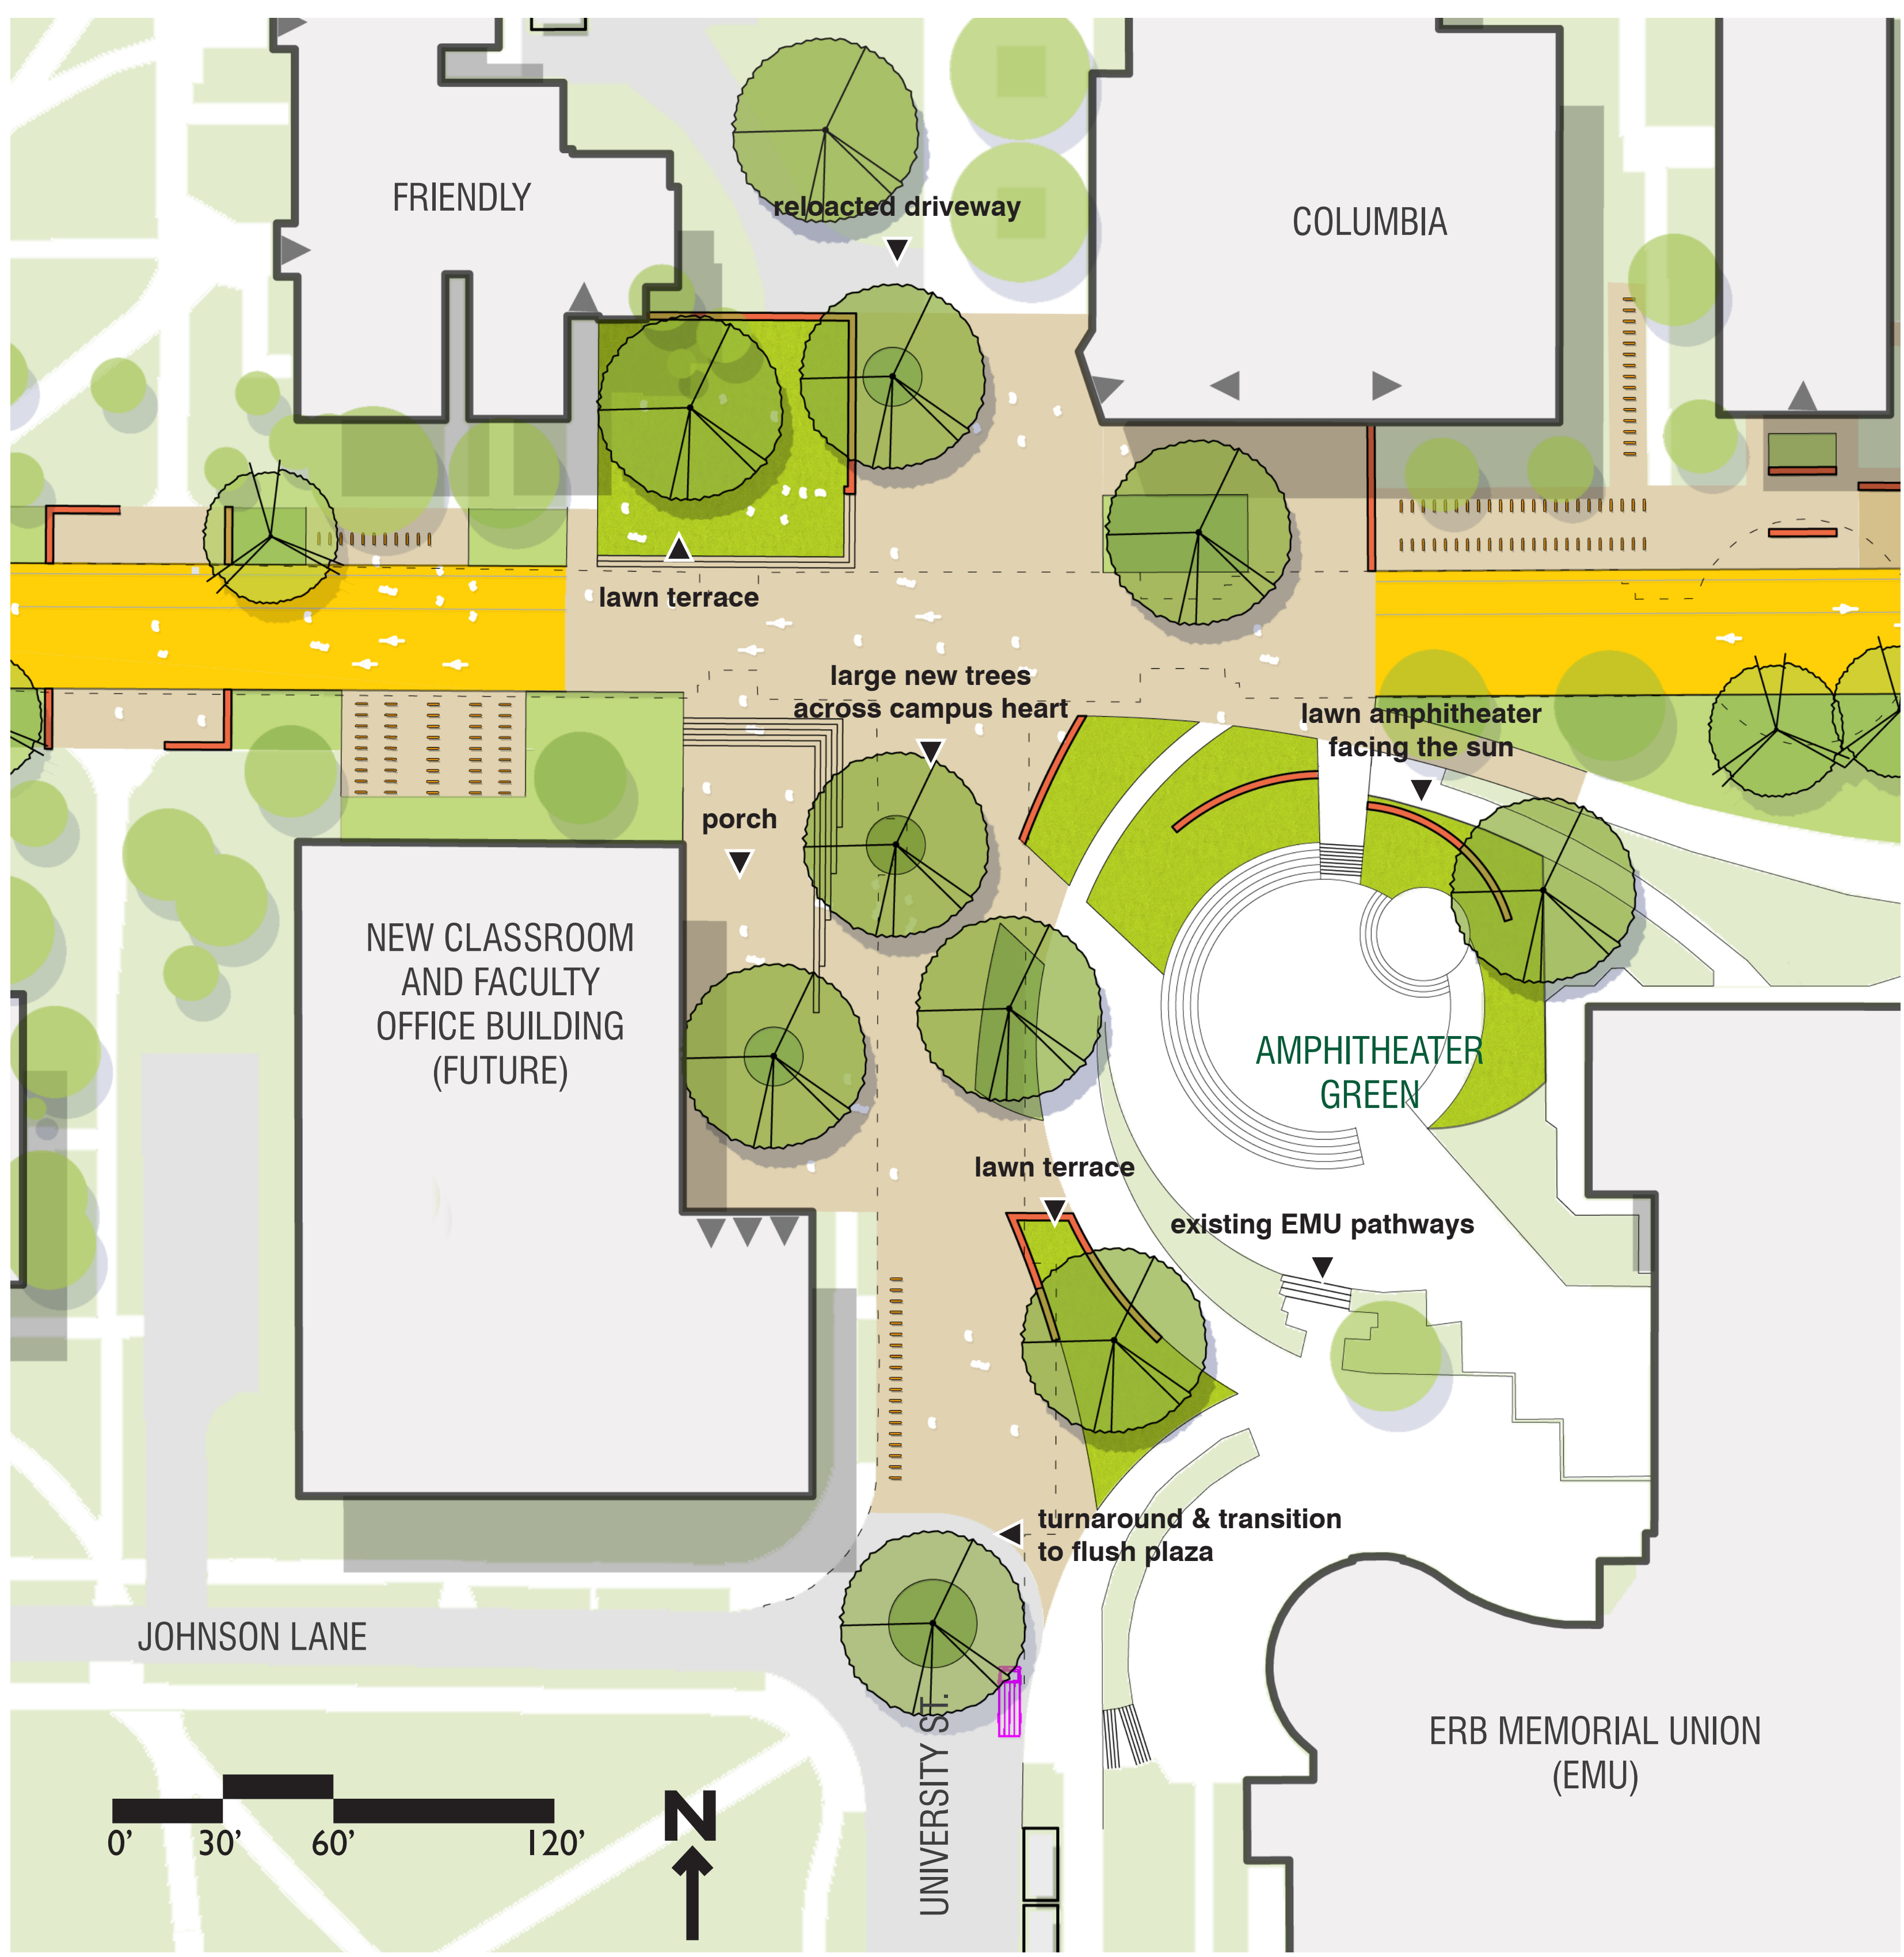 FRIENDLY
reloacted driveway
COLUMBIA
lawn terrace
large new trees
across campus heart
lawn amphitheater
facing the sun
porch
NEW CLASSROOM
AND FACULTY
OFFICE BUILDING
(FUTURE)
AMPHITHEATER
GREEN
lawn terrace
existing EMU pathways
turnaround & transition
to flush plaza
JOHNSON LANE
UNIVERSITY ST.
ERB MEMORIAL UNION
(EMU)
0' 30' 60' 120'
N